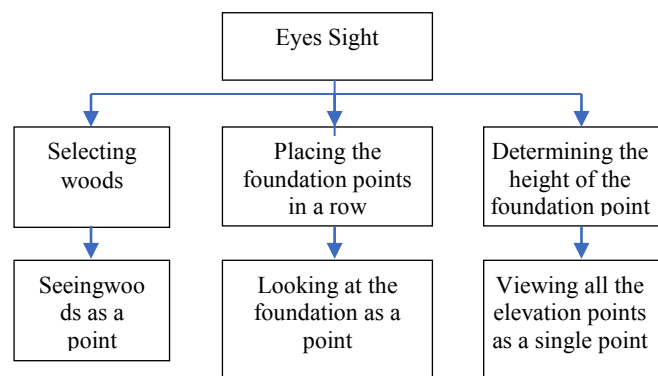 Eyes Sight
Selecting
woods
Placing the
foundation points
in a row
Determining the
height of the
foundation point
Seeingwoo
ds as a
point
Looking at the
foundation as a
point
Viewing all the
elevation points
as a single point